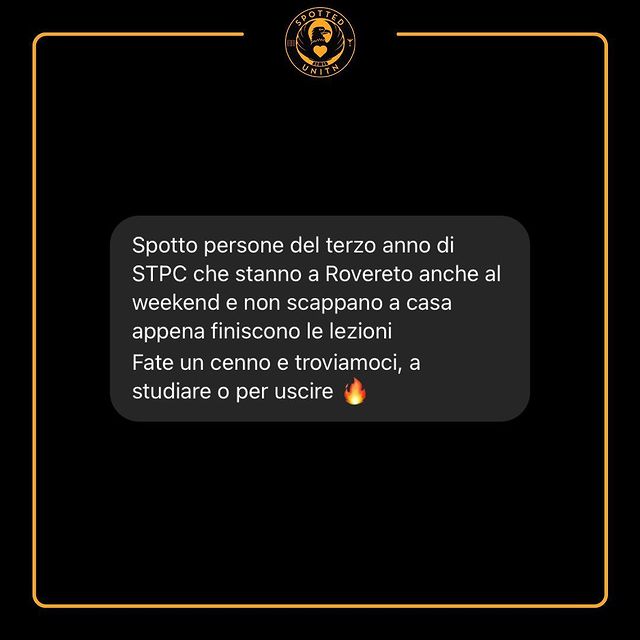 SPOTTED
UNITN
Spotto persone del terzo anno di
STPC che stanno a Rovereto anche al
weekend e non scappano a casa
appena finiscono le lezioni
Fate un cenno e troviamoci, a
studiare o per uscire 🔥